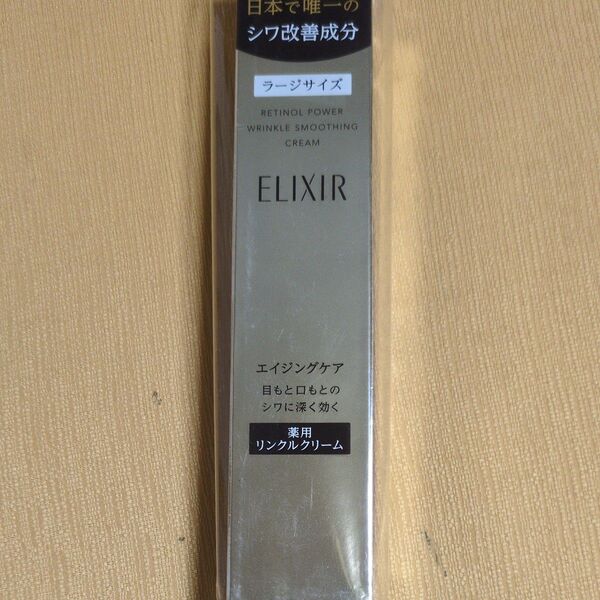 日本で唯一の
シワ改善成分
ラージサイズ
RETINOL POWER
WRINKLE SMOOTHING
CREAM
ELIXIR
エイジングケア
目もと口もとの
シワに深く効く
薬用
リンクルクリーム